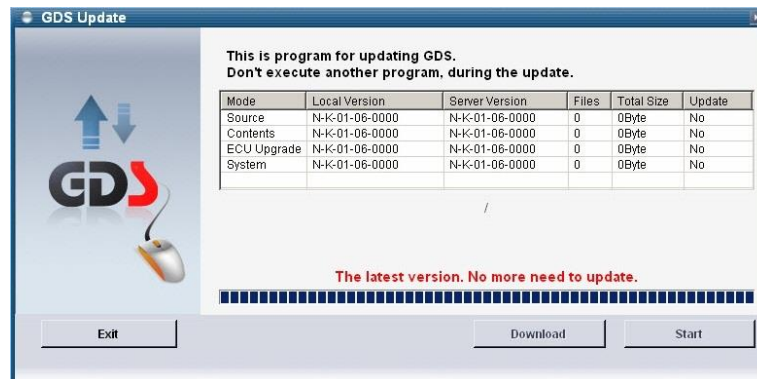 GDS Update
This is program for updating GDS.
Don't execute another program, during the update.
Mode Local Version Server Version Files Total Size Update
Source N-K-01-06-0000 N-K-01-06-0000 0 0Byte No
Contents N-K-01-06-0000 N-K-01-06-0000 0 0Byte No
ECU Upgrade N-K-01-06-0000 N-K-01-06-0000 0 0Byte No
System N-K-01-06-0000 N-K-01-06-0000 0 0Byte No
GDS
/
The latest version. No more need to update.
Exit Download Start